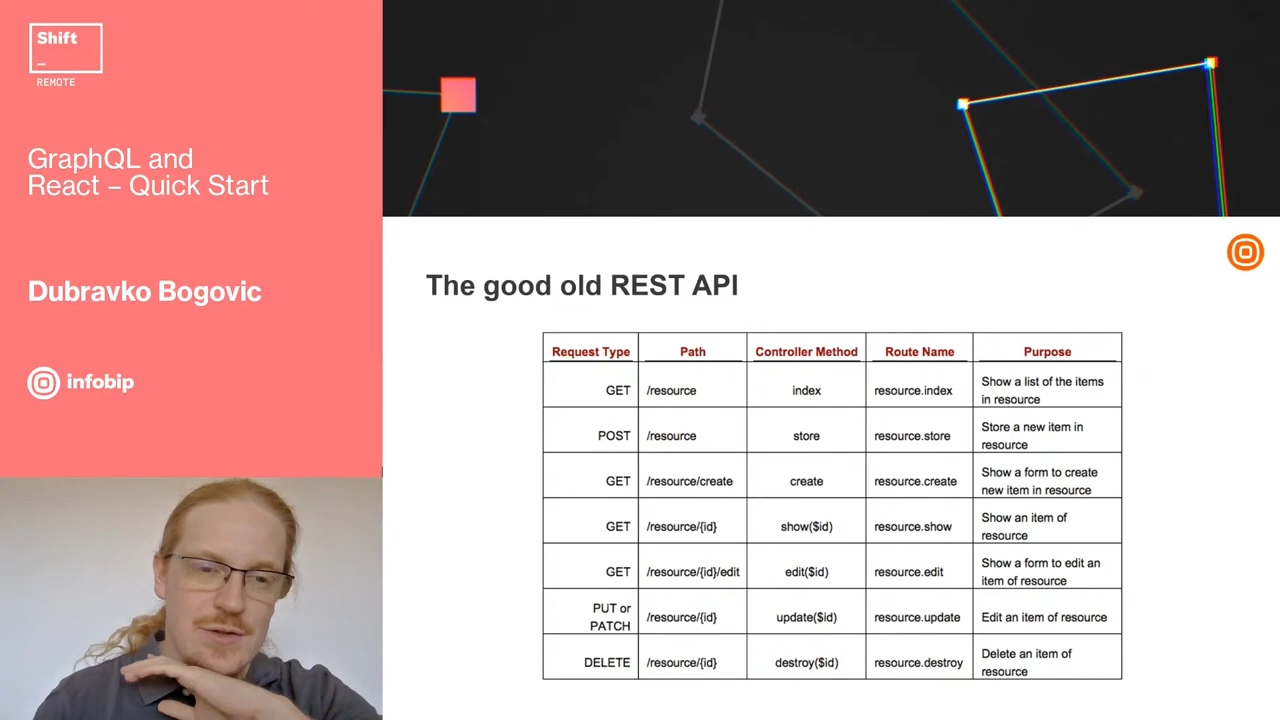 Shift
_
REMOTE
GraphQL and
React – Quick Start
Dubravko Bogovic
infobip
The good old REST API
Request Type Path Controller Method Route Name Purpose
GET /resource index resource.index Show a list of the items
in resource
POST /resource store resource.store Store a new item in
resource
GET /resource/create create resource.create Show a form to create
new item in resource
GET /resource/{id} show($id) resource.show Show an item of
resource
GET /resource/{id}/edit edit($id) resource.edit Show a form to edit an
item of resource
PUT or
PATCH /resource/{id} update($id) resource.update Edit an item of resource
DELETE /resource/{id} destroy($id) resource.destroy Delete an item of
resource